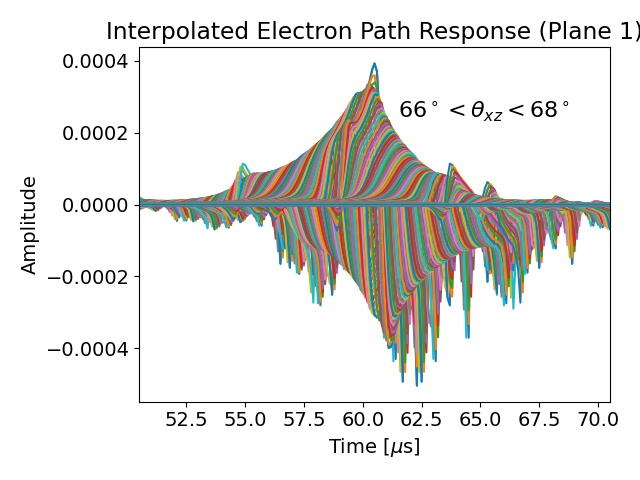 Interpolated Electron Path Response (Plane 1)
0.0004
66° < θxz < 68°
0.0002
0.0000
−0.0002
−0.0004
Amplitude
52.5 55.0 57.5 60.0 62.5 65.0 67.5 70.0
Time [μs]